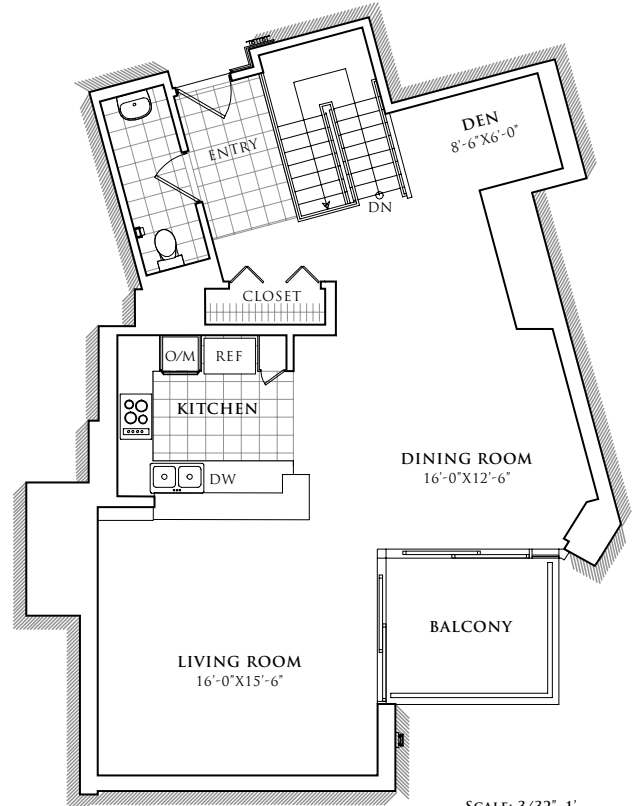 DEN
8'-6"X6'-0"
ENTRY
DN
CLOSET
O/M
REF
KITCHEN
DW
DINING ROOM
16'-0"X12'-6"
BALCONY
LIVING ROOM
16'-0"X15'-6"